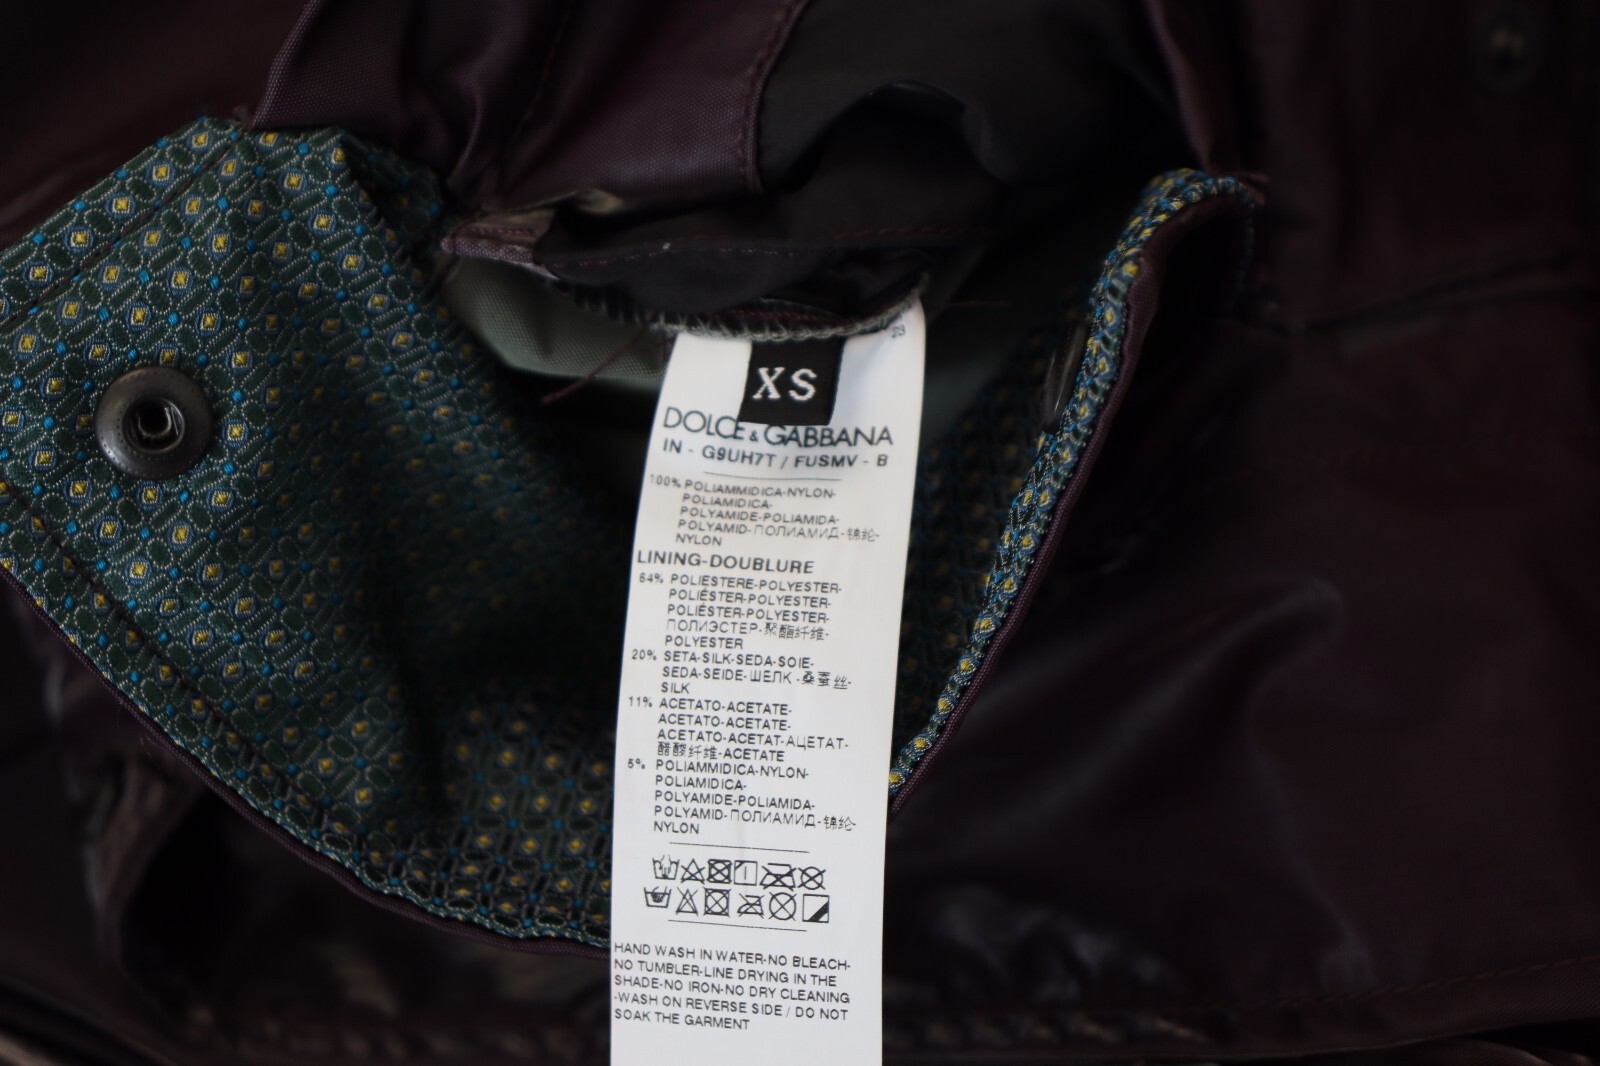 23
XS
DOLCE & GABBANA
IN - G9UH7T / FUSMV - B
100% POLIAMMIDICA-NYLON-
POLIAMIDICA-
POLYAMIDE-POLIAMIDA-
POLYAMID-ПОЛИАМИД-锦纶-
NYLON
LINING-DOUBLURE
64% POLIESTERE-POLYESTER-
POLIÉSTER-POLYESTER-
POLIÉSTER-POLYESTER-
ПОЛИЭСТЕР-聚酯纤维-
POLYESTER
20% SETA-SILK-SEDA-SOIE-
SEDA-SEIDE-ШЕЛК-桑蚕丝-
SILK
11% ACETATO-ACETATE-
ACETATO-ACETATE-
ACETATO-ACETAT-АЦЕТАТ-
醋酸纤维-ACETATE
5% POLIAMMIDICA-NYLON-
POLIAMIDICA-
POLYAMIDE-POLIAMIDA-
POLYAMID-ПОЛИАМИД-锦纶-
NYLON
HAND WASH IN WATER-NO BLEACH-
NO TUMBLER-LINE DRYING IN THE
SHADE-NO IRON-NO DRY CLEANING
-WASH ON REVERSE SIDE / DO NOT
SOAK THE GARMENT